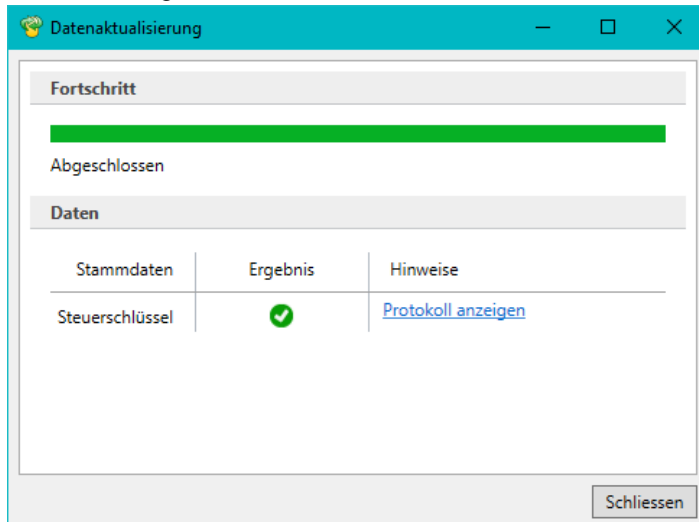 Datenaktualisierung
Fortschritt
Abgeschlossen
Daten
Stammdaten Ergebnis Hinweise
Steuerschlüssel Protokoll anzeigen
Schliessen